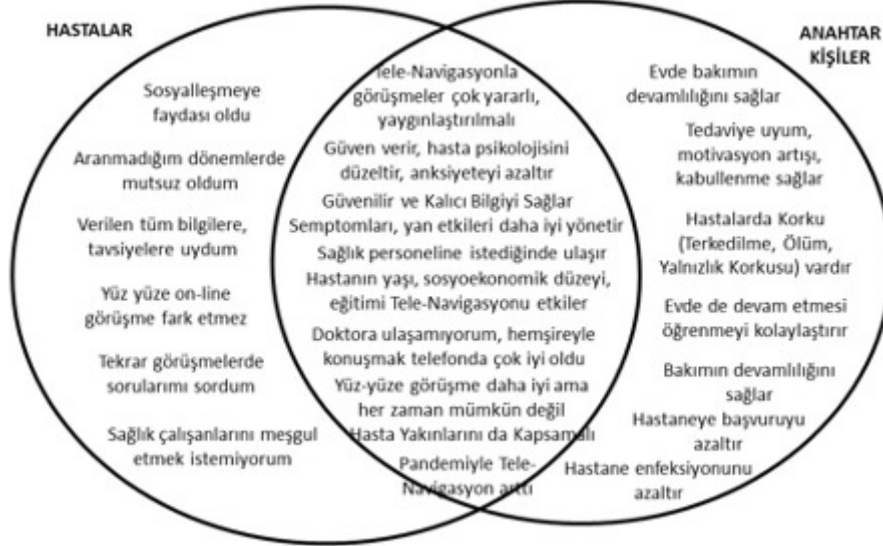 HASTALAR
Sosyalleşmeye
faydası oldu
Aranmadığım dönemlerde
mutsuz oldum
Verilen tüm bilgilere,
tavsiyelere uydum
Yüz yüze on-line
görüşme fark etmez
Tekrar görüşmelerde
sorularımı sordum
Sağlık çalışanlarını meşgul
etmek istemiyorum
Tele-Navigasyonla
görüşmeler çok yararlı,
yaygınlaştırılmalı
Güven verir, hasta psikolojisini
düzeltir, anksiyeteyi azaltır
Güvenilir ve Kalıcı Bilgiyi Sağlar
Semptomları, yan etkileri daha iyi yönetir
Sağlık personeline istediğinde ulaşır
Hastanın yaşı, sosyoekonomik düzeyi,
eğitimi Tele-Navigasyonu etkiler
Doktora ulaşamıyorum, hemşireyle
konuşmak telefonda çok iyi oldu
Yüz-yüze görüşme daha iyi ama
her zaman mümkün değil
Hasta Yakınlarını da Kapsamalı
Pandemiyle Tele-
Navigasyon arttı
ANAHTAR
KİŞİLER
Evde bakımın
devamlılığını sağlar
Tedaviye uyum,
motivasyon artışı,
kabullenme sağlar
Hastalarda Korku
(Terkedilme, Ölüm,
Yalnızlık Korkusu) vardır
Evde de devam etmesi
öğrenmeyi kolaylaştırır
Bakımın devamlılığını
sağlar
Hastaneye başvuruyu
azaltır
Hastane enfeksiyonunu
azaltır